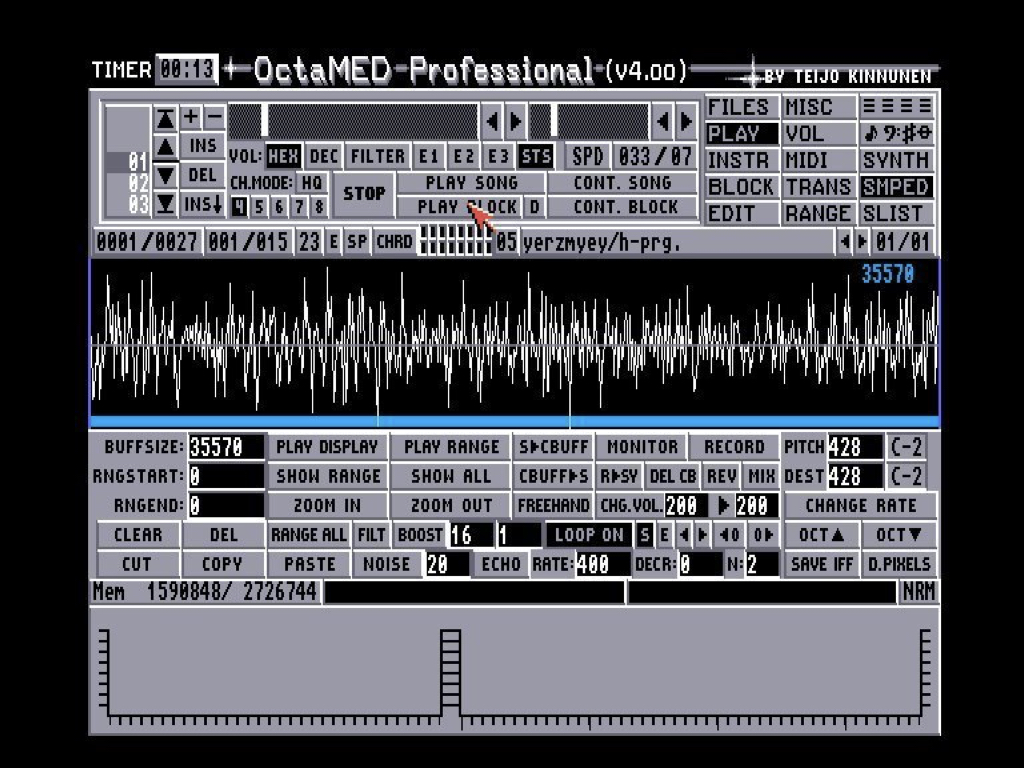 TIMER 00:13 OctaMED Professional (v4.00) BY TEIJO KINNUNEN
FILES MISC
+ - INS PLAY VOL
01 VOL: HEX DEC FILTER E1 E2 E3 STS SPD 033/07 INSTR MIDI SYNTH
02 DEL CH.MODE: HQ STOP PLAY SONG CONT. SONG BLOCK TRANS SMPED
03 INS↓ 4 5 6 7 8 PLAY BLOCK D CONT. BLOCK EDIT RANGE SLIST
0001/0027 001/015 23 E SP CHRD 05 yerzmyey/h-prg. 01/01
35570
BUFFSIZE: 35570 PLAY DISPLAY PLAY RANGE S▸CBUFF MONITOR RECORD PITCH 428 C-2
RNGSTART: 0 SHOW RANGE SHOW ALL CBUFF▸S R▸SY DEL CB REV MIX DEST 428 C-2
RNGEND: 0 ZOOM IN ZOOM OUT FREEHAND CHG.VOL. 200 ▶ 200 CHANGE RATE
CLEAR DEL RANGE ALL FILT BOOST 16 1 LOOP ON S E ◂ ▸ ◂0 0▸ OCT▲ OCT▼
CUT COPY PASTE NOISE 20 ECHO RATE: 400 DECR: 0 N: 2 SAVE IFF D.PIXELS
Mem 1590848/ 2726744 NRM